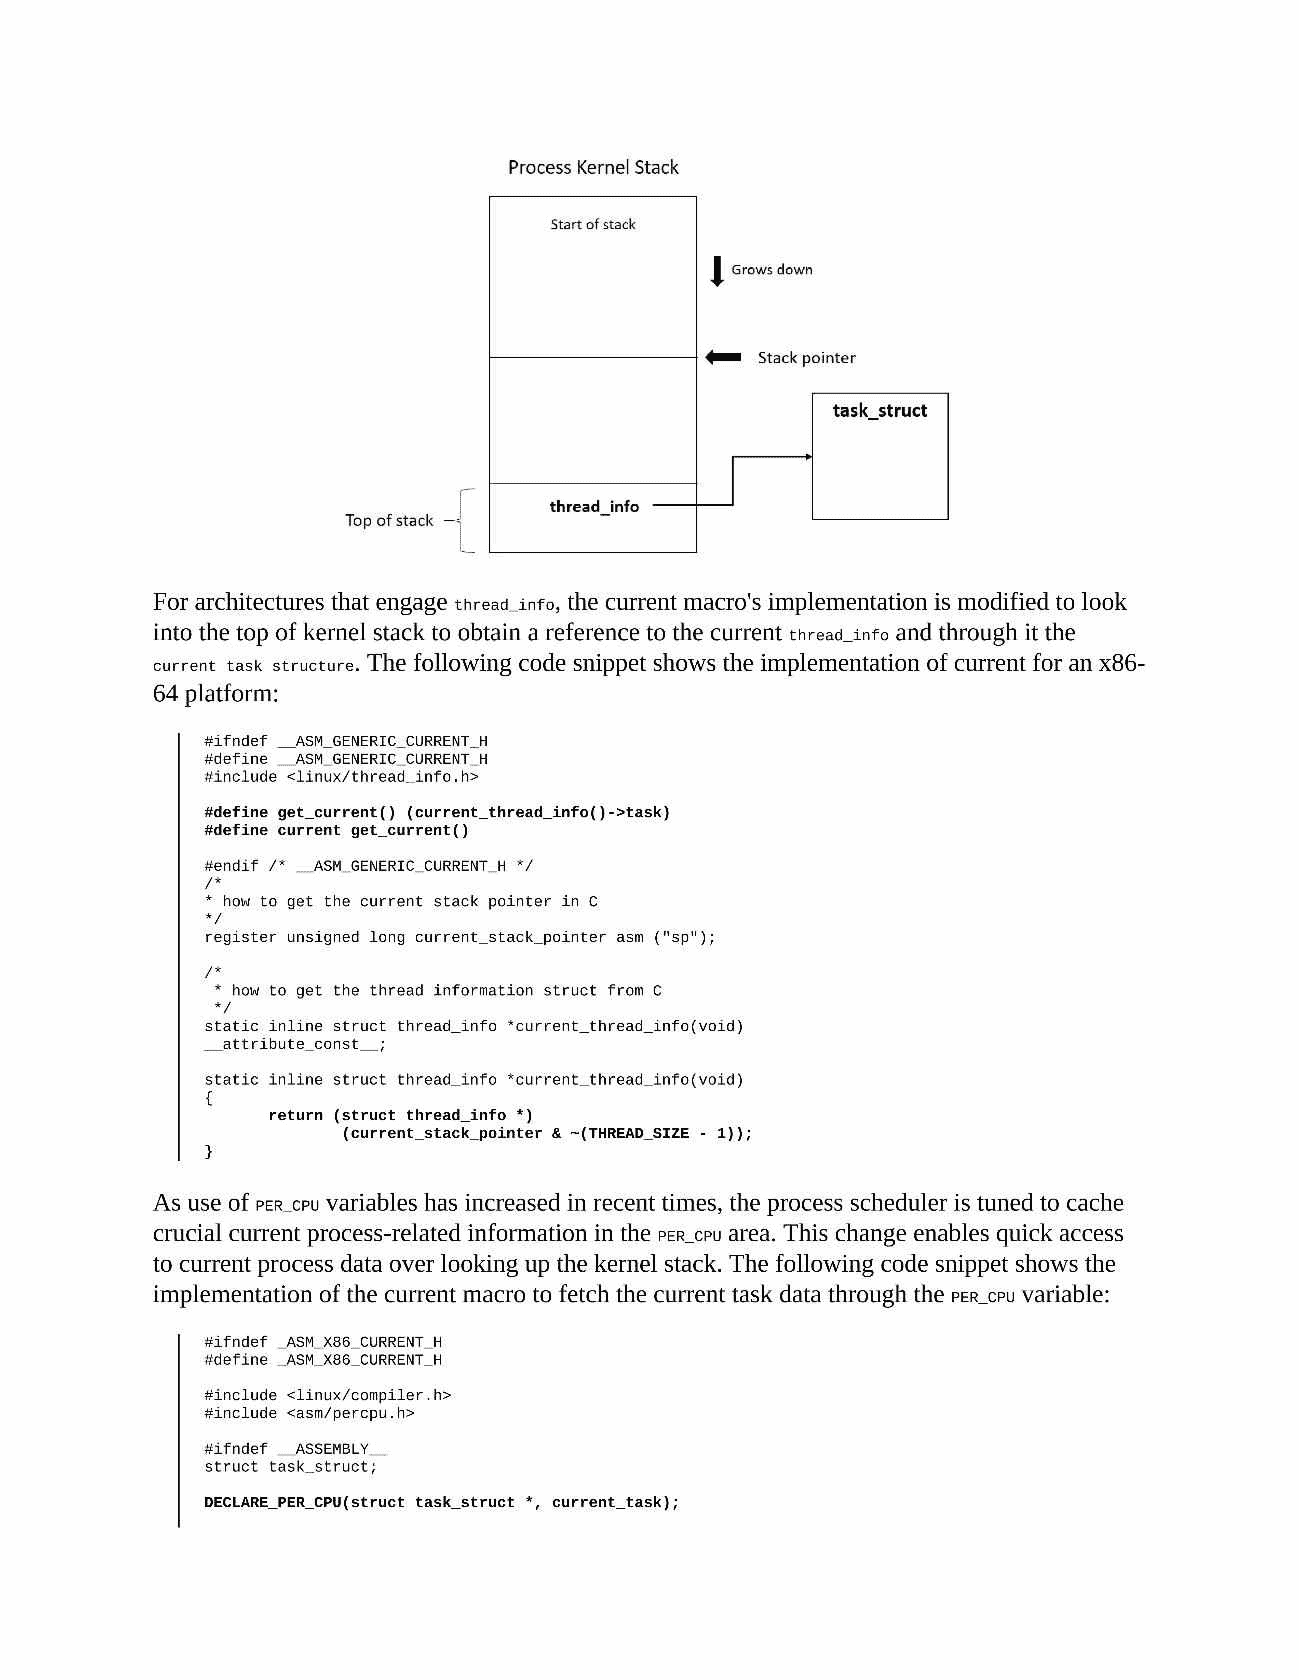 Process Kernel Stack
Start of stack
Grows down
Stack pointer
task_struct
thread_info
Top of stack
For architectures that engage thread_info, the current macro's implementation is modified to look
into the top of kernel stack to obtain a reference to the current thread_info and through it the
current task structure. The following code snippet shows the implementation of current for an x86-
64 platform:
#ifndef __ASM_GENERIC_CURRENT_H
#define __ASM_GENERIC_CURRENT_H
#include <linux/thread_info.h>
#define get_current() (current_thread_info()->task)
#define current get_current()
#endif /* __ASM_GENERIC_CURRENT_H */
/*
* how to get the current stack pointer in C
*/
register unsigned long current_stack_pointer asm ("sp");
/*
* how to get the thread information struct from C
*/
static inline struct thread_info *current_thread_info(void)
__attribute_const__;
static inline struct thread_info *current_thread_info(void)
{
return (struct thread_info *)
(current_stack_pointer & ~(THREAD_SIZE - 1));
}
As use of PER_CPU variables has increased in recent times, the process scheduler is tuned to cache
crucial current process-related information in the PER_CPU area. This change enables quick access
to current process data over looking up the kernel stack. The following code snippet shows the
implementation of the current macro to fetch the current task data through the PER_CPU variable:
#ifndef _ASM_X86_CURRENT_H
#define _ASM_X86_CURRENT_H
#include <linux/compiler.h>
#include <asm/percpu.h>
#ifndef __ASSEMBLY__
struct task_struct;
DECLARE_PER_CPU(struct task_struct *, current_task);